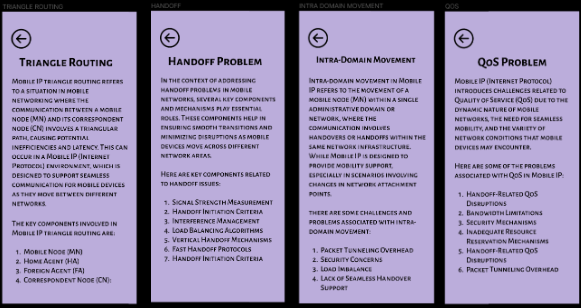 TRIANGLE ROUTING
TRIANGLE ROUTING
MOBILE IP TRIANGLE ROUTING REFERS
TO A SITUATION IN MOBILE
NETWORKING WHERE THE
COMMUNICATION BETWEEN A MOBILE
NODE (MN) AND ITS CORRESPONDENT
NODE (CN) INVOLVES A TRIANGULAR
PATH, CAUSING POTENTIAL
INEFFICIENCIES AND LATENCY. THIS CAN
OCCUR IN A MOBILE IP (INTERNET
PROTOCOL) ENVIRONMENT, WHICH IS
DESIGNED TO SUPPORT SEAMLESS
COMMUNICATION FOR MOBILE DEVICES
AS THEY MOVE BETWEEN DIFFERENT
NETWORKS.
THE KEY COMPONENTS INVOLVED IN
MOBILE IP TRIANGLE ROUTING ARE:
1. MOBILE NODE (MN)
2. HOME AGENT (HA)
3. FOREIGN AGENT (FA)
4. CORRESPONDENT NODE (CN):
HANDOFF
HANDOFF PROBLEM
IN THE CONTEXT OF ADDRESSING
HANDOFF PROBLEMS IN MOBILE
NETWORKS, SEVERAL KEY COMPONENTS
AND MECHANISMS PLAY ESSENTIAL
ROLES. THESE COMPONENTS HELP IN
ENSURING SMOOTH TRANSITIONS AND
MINIMIZING DISRUPTIONS AS MOBILE
DEVICES MOVE ACROSS DIFFERENT
NETWORK AREAS.
HERE ARE KEY COMPONENTS RELATED
TO HANDOFF ISSUES:
1. SIGNAL STRENGTH MEASUREMENT
2. HANDOFF INITIATION CRITERIA
3. INTERFERENCE MANAGEMENT
4. LOAD BALANCING ALGORITHMS
5. VERTICAL HANDOFF MECHANISMS
6. FAST HANDOFF PROTOCOLS
7. HANDOFF INITIATION CRITERIA
INTRA DOMAIN MOVEMENT
INTRA-DOMAIN MOVEMENT
INTRA-DOMAIN MOVEMENT IN MOBILE
IP REFERS TO THE MOVEMENT OF A
MOBILE NODE (MN) WITHIN A SINGLE
ADMINISTRATIVE DOMAIN OR
NETWORK, WHERE THE
COMMUNICATION INVOLVES
HANDOVERS OR HANDOFFS WITHIN THE
SAME NETWORK INFRASTRUCTURE.
WHILE MOBILE IP IS DESIGNED TO
PROVIDE MOBILITY SUPPORT,
ESPECIALLY IN SCENARIOS INVOLVING
CHANGES IN NETWORK ATTACHMENT
POINTS.
THERE ARE SOME CHALLENGES AND
PROBLEMS ASSOCIATED WITH INTRA-
DOMAIN MOVEMENT:
1. PACKET TUNNELING OVERHEAD
2. SECURITY CONCERNS
3. LOAD IMBALANCE
4. LACK OF SEAMLESS HANDOVER
SUPPORT
QOS
QOS PROBLEM
MOBILE IP (INTERNET PROTOCOL)
INTRODUCES CHALLENGES RELATED TO
QUALITY OF SERVICE (QOS) DUE TO THE
DYNAMIC NATURE OF MOBILE
NETWORKS, THE NEED FOR SEAMLESS
MOBILITY, AND THE VARIETY OF
NETWORK CONDITIONS THAT MOBILE
DEVICES MAY ENCOUNTER.
HERE ARE SOME OF THE PROBLEMS
ASSOCIATED WITH QOS IN MOBILE IP:
1. HANDOFF-RELATED QOS
DISRUPTIONS
2. BANDWIDTH LIMITATIONS
3. SECURITY MECHANISMS
4. INADEQUATE RESOURCE
RESERVATION MECHANISMS
5. HANDOFF-RELATED QOS
DISRUPTIONS
6. PACKET TUNNELING OVERHEAD